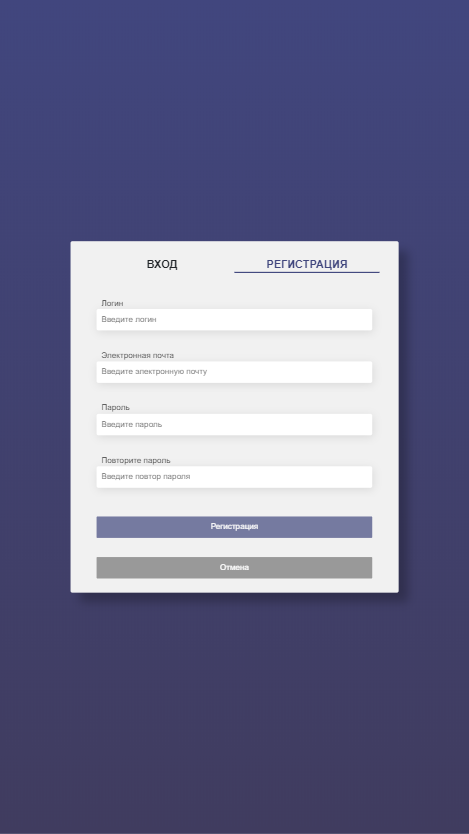 ВХОД РЕГИСТРАЦИЯ
Логин
Введите логин
Электронная почта
Введите электронную почту
Пароль
Введите пароль
Повторите пароль
Введите повтор пароля
Регистрация
Отмена